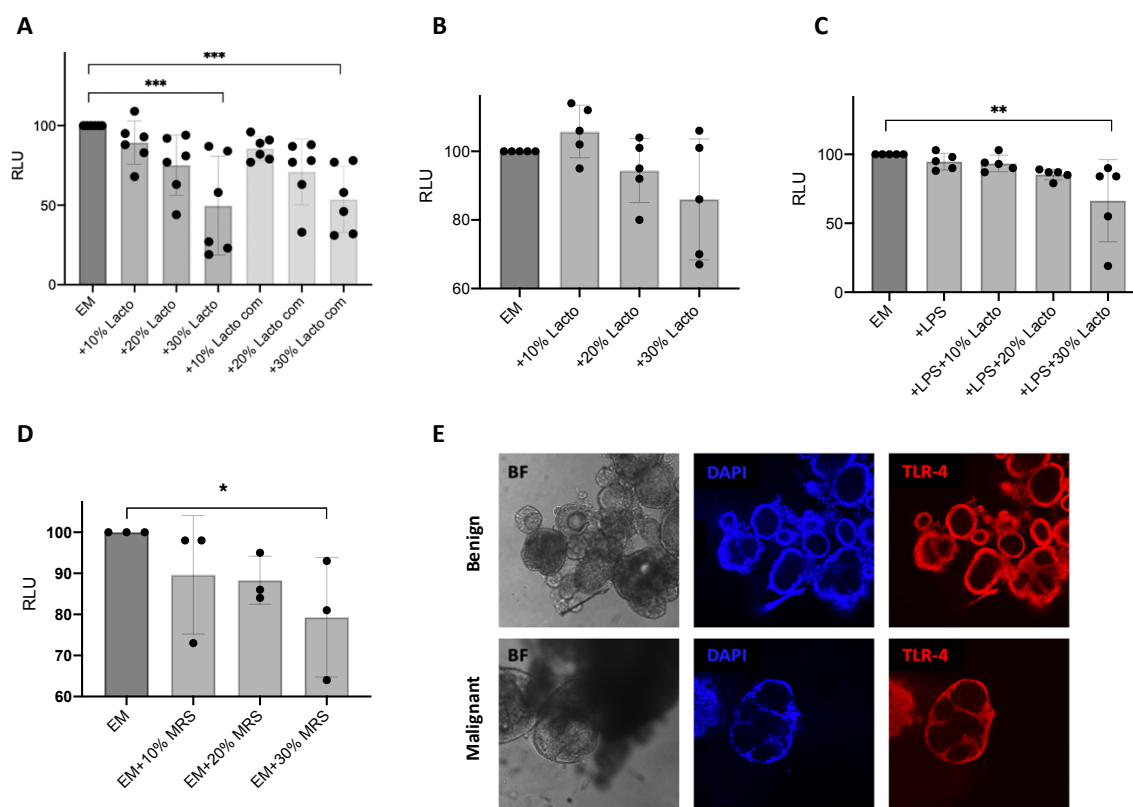 A
***
***
RLU
100
50
0
EM
+10% Lacto
+20% Lacto
+30% Lacto
+10% Lacto com
+20% Lacto com
+30% Lacto com
B
RLU
100
80
60
EM
+10% Lacto
+20% Lacto
+30% Lacto
C
**
RLU
100
50
0
EM
+LPS
+LPS+10% Lacto
+LPS+20% Lacto
+LPS+30% Lacto
D
*
RLU
100
90
80
70
60
EM
EM+10% MRS
EM+20% MRS
EM+30% MRS
E
Benign
BF
DAPI
TLR-4
Malignant
BF
DAPI
TLR-4